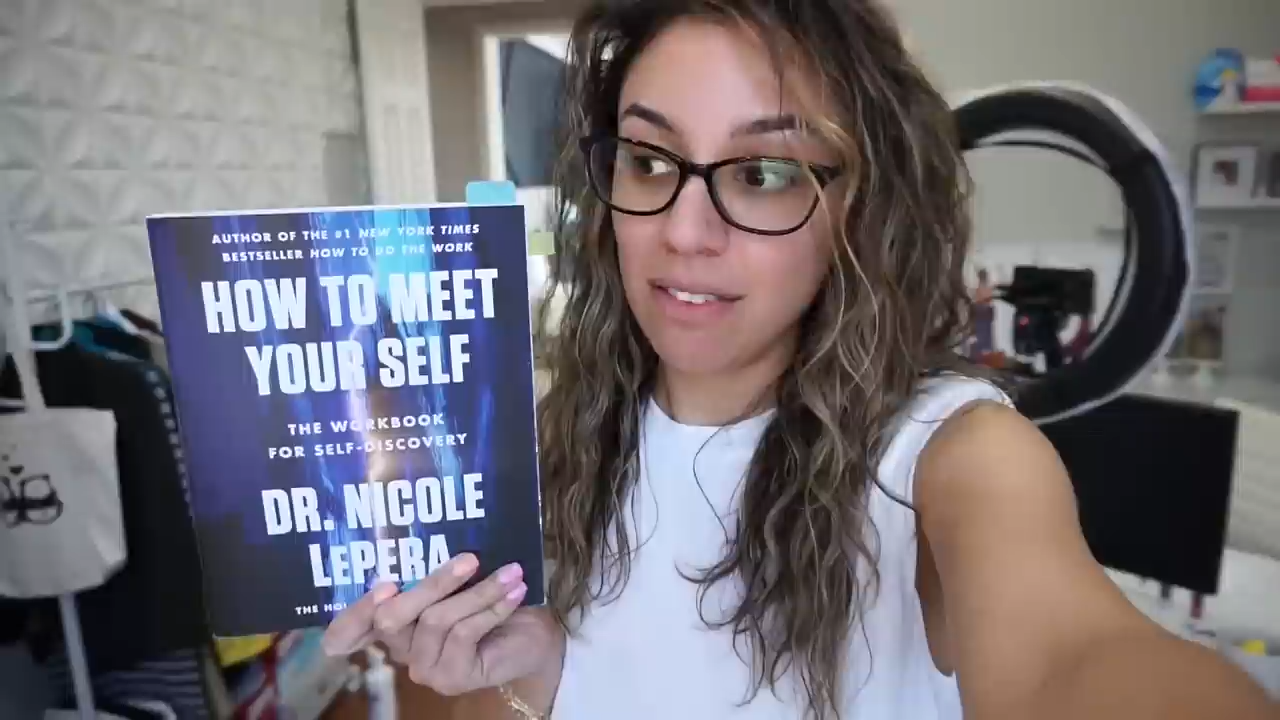 AUTHOR OF THE #1 NEW YORK TIMES
BESTSELLER HOW TO DO THE WORK
HOW TO MEET
YOUR SELF
THE WORKBOOK
FOR SELF-DISCOVERY
DR. NICOLE
LEPERA
THE